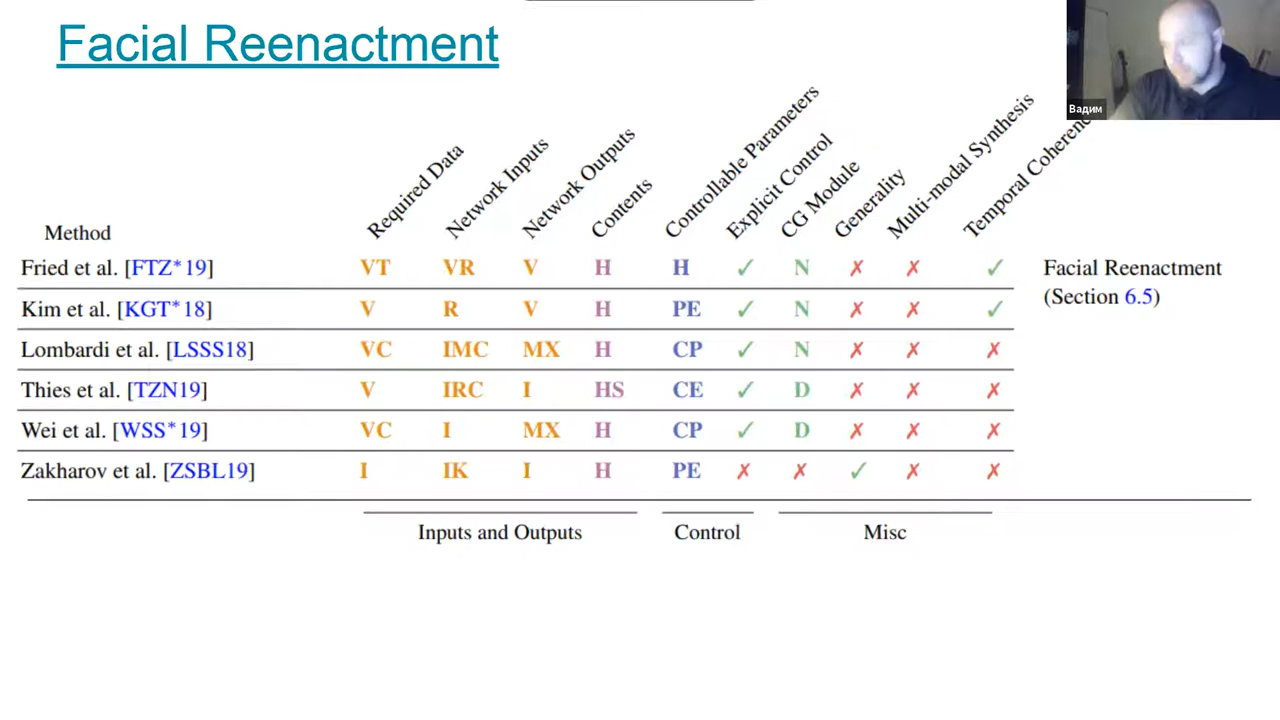 Facial Reenactment
Вадим
Method Required Data Network Inputs Network Outputs Contents Controllable Parameters Explicit Control CG Module Generality Multi-modal Synthesis Temporal
Fried et al. [FTZ*19] VT VR V H H ✓ N ✗ ✗ ✓ Facial Reenactment
(Section 6.5)
Kim et al. [KGT*18] V R V H PE ✓ N ✗ ✗ ✓
Lombardi et al. [LSSS18] VC IMC MX H CP ✓ N ✗ ✗ ✗
Thies et al. [TZN19] V IRC I HS CE ✓ D ✗ ✗ ✗
Wei et al. [WSS*19] VC I MX H CP ✓ D ✗ ✗ ✗
Zakharov et al. [ZSBL19] I IK I H PE ✗ ✗ ✓ ✗ ✗
Inputs and Outputs Control Misc